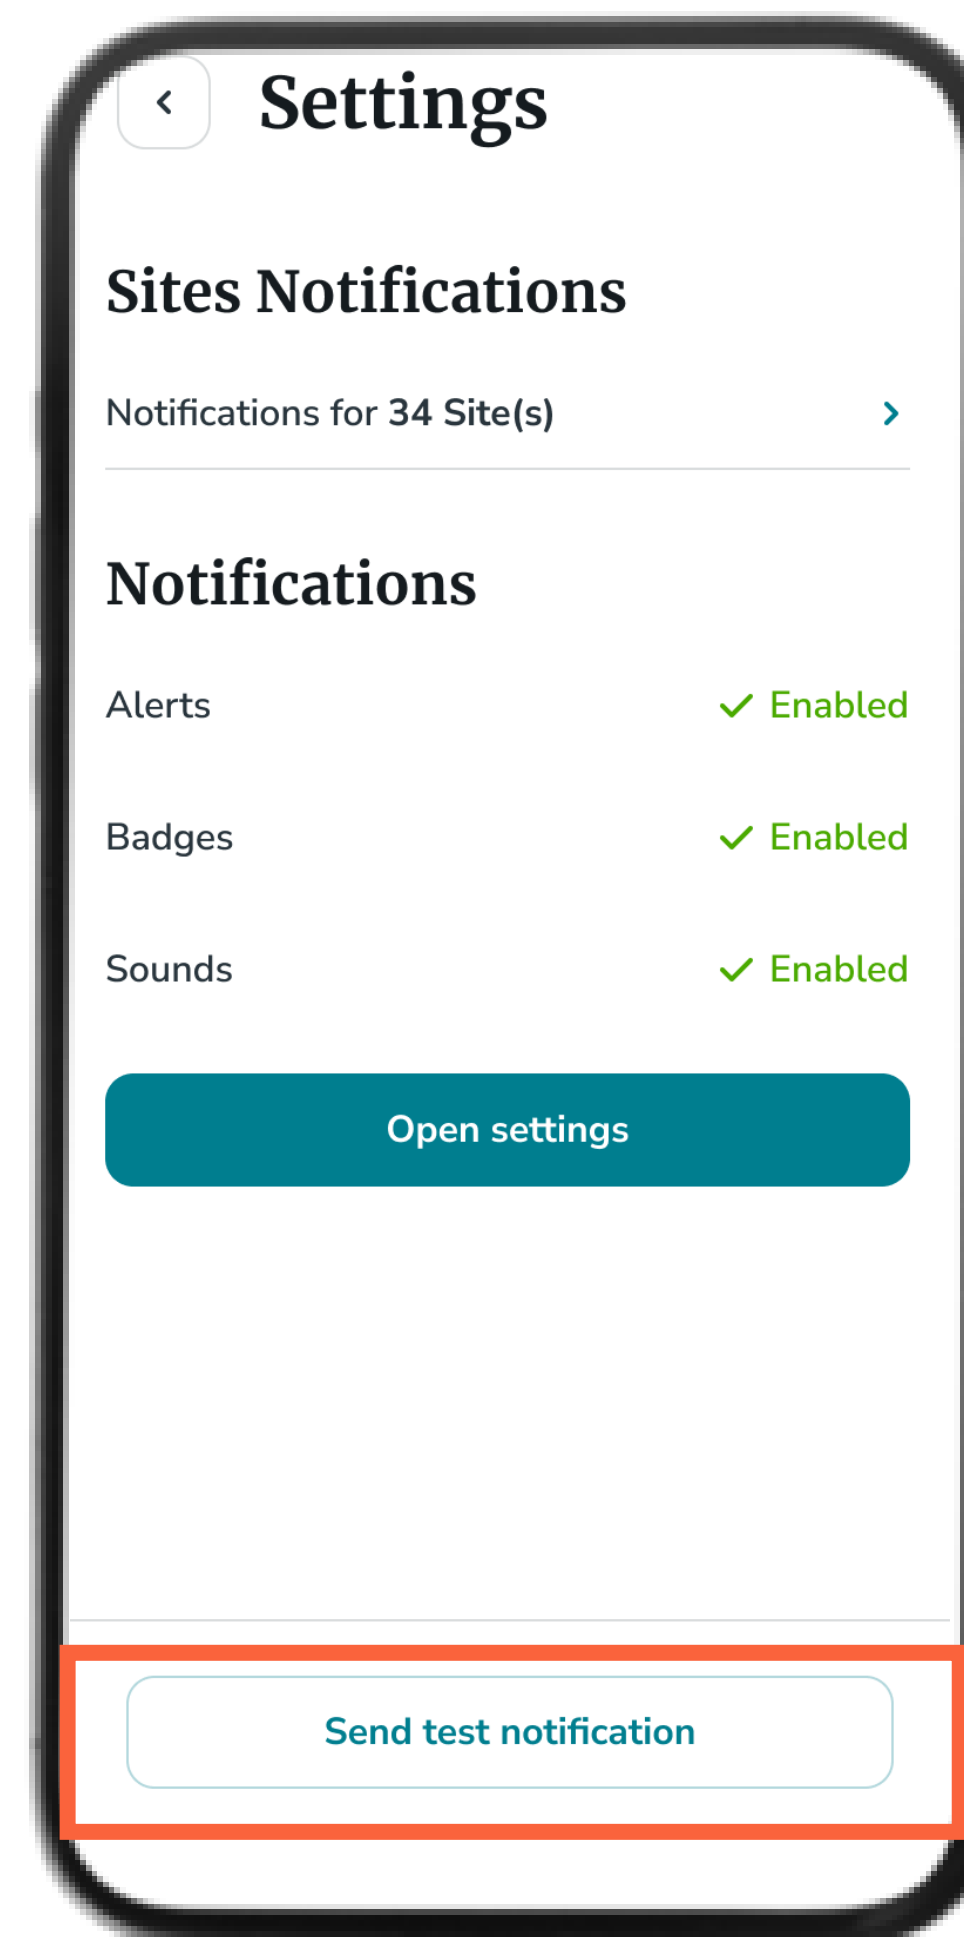 Settings
Sites Notifications
Notifications for 34 Site(s)
Notifications
Alerts Enabled
Badges Enabled
Sounds Enabled
Open settings
Send test notification